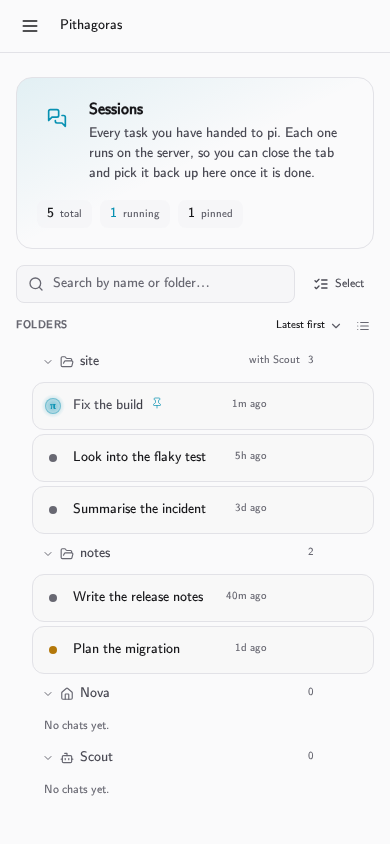 Pithagoras
Sessions
Every task you have handed to pi. Each one
runs on the server, so you can close the tab
and pick it back up here once it is done.
5 total 1 running 1 pinned
Search by name or folder... Select
FOLDERS Latest first
site with Scout 3
π Fix the build 1m ago
Look into the flaky test 5h ago
Summarise the incident 3d ago
notes 2
Write the release notes 40m ago
Plan the migration 1d ago
Nova 0
No chats yet.
Scout 0
No chats yet.